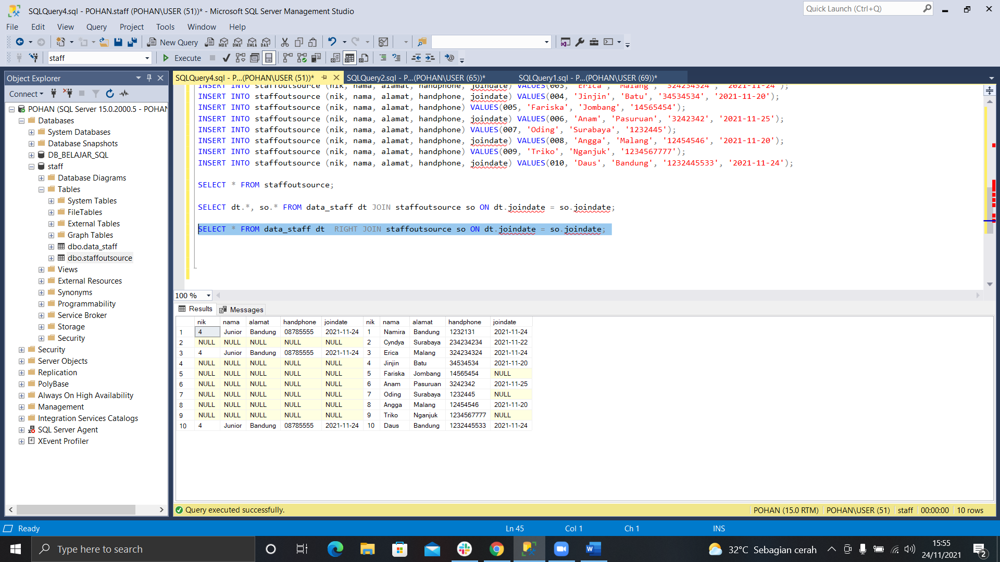 SQLQuery4.sql - POHAN.staff (POHAN\USER (51))* - Microsoft SQL Server Management Studio
Quick Launch (Ctrl+Q)
File Edit View Query Project Tools Window Help
New Query MDX DMX XMLA DAX
staff Execute
Object Explorer
SQLQuery4.sql - P...(POHAN\USER (51))* SQLQuery2.sql - P...(POHAN\USER (65))* SQLQuery1.sql - P...(POHAN\USER (69))*
Connect
POHAN (SQL Server 15.0.2000.5 - POHAN
Databases
System Databases
Database Snapshots
DB_BELAJAR_SQL
staff
Database Diagrams
Tables
System Tables
FileTables
External Tables
Graph Tables
dbo.data_staff
dbo.staffoutsource
Views
External Resources
Synonyms
Programmability
Service Broker
Storage
Security
Security
Server Objects
Replication
PolyBase
Always On High Availability
Management
Integration Services Catalogs
SQL Server Agent
XEvent Profiler
INSERT INTO staffoutsource (nik, nama, alamat, handphone, joindate) VALUES(003, 'Erica', 'Malang', '324234324', '2021-11-24');
INSERT INTO staffoutsource (nik, nama, alamat, handphone, joindate) VALUES(004, 'Jinjin', 'Batu', '34534534', '2021-11-20');
INSERT INTO staffoutsource (nik, nama, alamat, handphone) VALUES(005, 'Fariska', 'Jombang', '14565454');
INSERT INTO staffoutsource (nik, nama, alamat, handphone, joindate) VALUES(006, 'Anam', 'Pasuruan', '3242342', '2021-11-25');
INSERT INTO staffoutsource (nik, nama, alamat, handphone) VALUES(007, 'Oding', 'Surabaya', '1232445');
INSERT INTO staffoutsource (nik, nama, alamat, handphone, joindate) VALUES(008, 'Angga', 'Malang', '12454546', '2021-11-20');
INSERT INTO staffoutsource (nik, nama, alamat, handphone) VALUES(009, 'Triko', 'Nganjuk', '1234567777');
INSERT INTO staffoutsource (nik, nama, alamat, handphone, joindate) VALUES(010, 'Daus', 'Bandung', '1232445533', '2021-11-24');
SELECT * FROM staffoutsource;
SELECT dt.*, so.* FROM data_staff dt JOIN staffoutsource so ON dt.joindate = so.joindate;
SELECT * FROM data_staff dt RIGHT JOIN staffoutsource so ON dt.joindate = so.joindate;
100 %
Results Messages
nik nama alamat handphone joindate nik nama alamat handphone joindate
1 4 Junior Bandung 08785555 2021-11-24 1 Namira Bandung 1232131 2021-11-24
2 NULL NULL NULL NULL NULL 2 Cyndya Surabaya 234234234 2021-11-22
3 4 Junior Bandung 08785555 2021-11-24 3 Erica Malang 324234324 2021-11-24
4 NULL NULL NULL NULL NULL 4 Jinjin Batu 34534534 2021-11-20
5 NULL NULL NULL NULL NULL 5 Fariska Jombang 14565454 NULL
6 NULL NULL NULL NULL NULL 6 Anam Pasuruan 3242342 2021-11-25
7 NULL NULL NULL NULL NULL 7 Oding Surabaya 1232445 NULL
8 NULL NULL NULL NULL NULL 8 Angga Malang 12454546 2021-11-20
9 NULL NULL NULL NULL NULL 9 Triko Nganjuk 1234567777 NULL
10 4 Junior Bandung 08785555 2021-11-24 10 Daus Bandung 1232445533 2021-11-24
Query executed successfully. POHAN (15.0 RTM) POHAN\USER (51) staff 00:00:00 10 rows
Ready Ln 45 Col 1 Ch 1 INS
Type here to search
32°C Sebagian cerah
15:55
24/11/2021
2